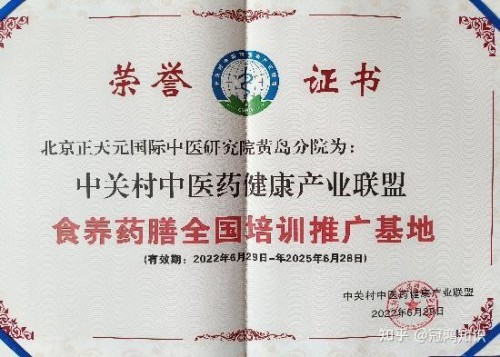 荣誉证书
北京正天元国际中医研究院黄岛分院为：
中关村中医药健康产业联盟
食养药膳全国培训推广基地
(有效期：2022年6月29日-年2025年6月28日)
中关村中医药健康产业联盟
2022年6月29日
知乎 @冠鹅知识